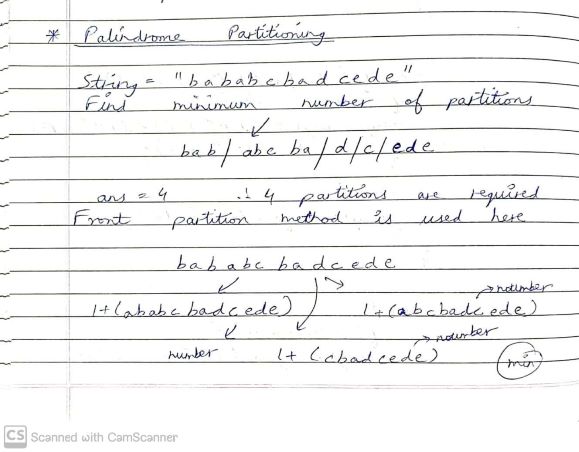 * Palindrome Partitioning
String = "bababcbadcede"
Find minimum number of partitions
bab/abc ba/d/c/ede
ans = 4 ∴ 4 partitions are required
Front partition method is used here
bababcbadcede
→ number
1+(ababcbadcede) 1+(abcbadcede)
→ number
number 1+ (cbadcede) min
CS Scanned with CamScanner